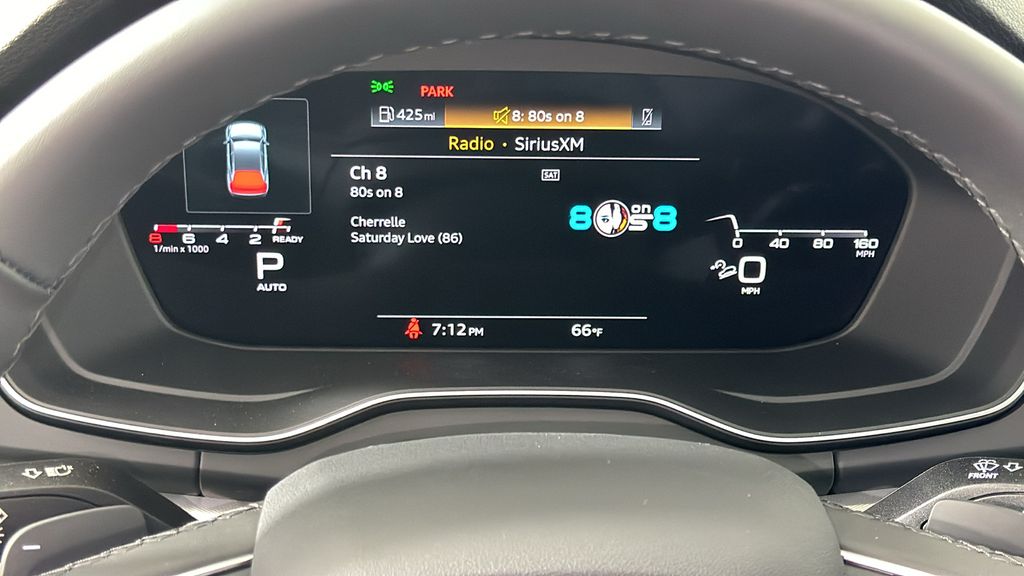 PARK
425 mi
8: 80s on 8
Radio • SiriusXM
Ch 8
SAT
80s on 8
Cherrelle
Saturday Love (86)
8 on 8
8 6 4 2 READY
1/min x 1000
P
AUTO
0 40 80 160
MPH
0
MPH
7:12 PM
66°F
FRONT